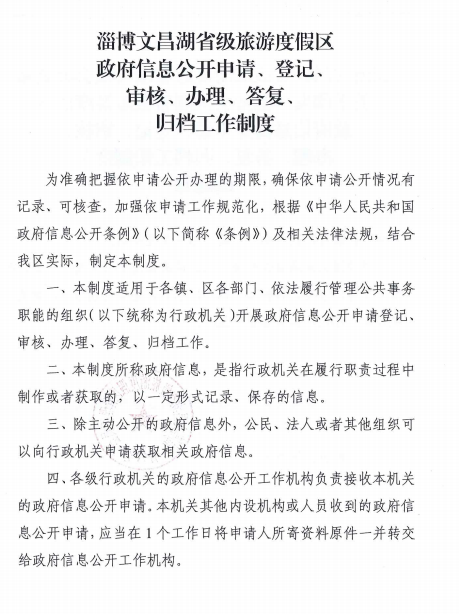 淄博文昌湖省级旅游度假区
政府信息公开申请、登记、
审核、办理、答复、
归档工作制度
为准确把握依申请公开办理的期限,确保依申请公开情况有
记录、可核查，加强依申请工作规范化，根据《中华人民共和国
政府信息公开条例》(以下简称《条例》)及相关法律法规，结合
我区实际，制定本制度。
一、本制度适用于各镇、区各部门、依法履行管理公共事务
职能的组织(以下统称为行政机关)开展政府信息公开申请登记、
审核、办理、答复、归档工作。
二、本制度所称政府信息，是指行政机关在履行职责过程中
制作或者获取的，以一定形式记录、保存的信息。
三、除主动公开的政府信息外，公民、法人或者其他组织可
以向行政机关申请获取相关政府信息。
四、各级行政机关的政府信息公开工作机构负责接收本机关
的政府信息公开申请。本机关其他内设机构或人员收到的政府信
息公开申请，应当在 1 个工作日将申请人所寄资料原件一并转交
给政府信息公开工作机构。